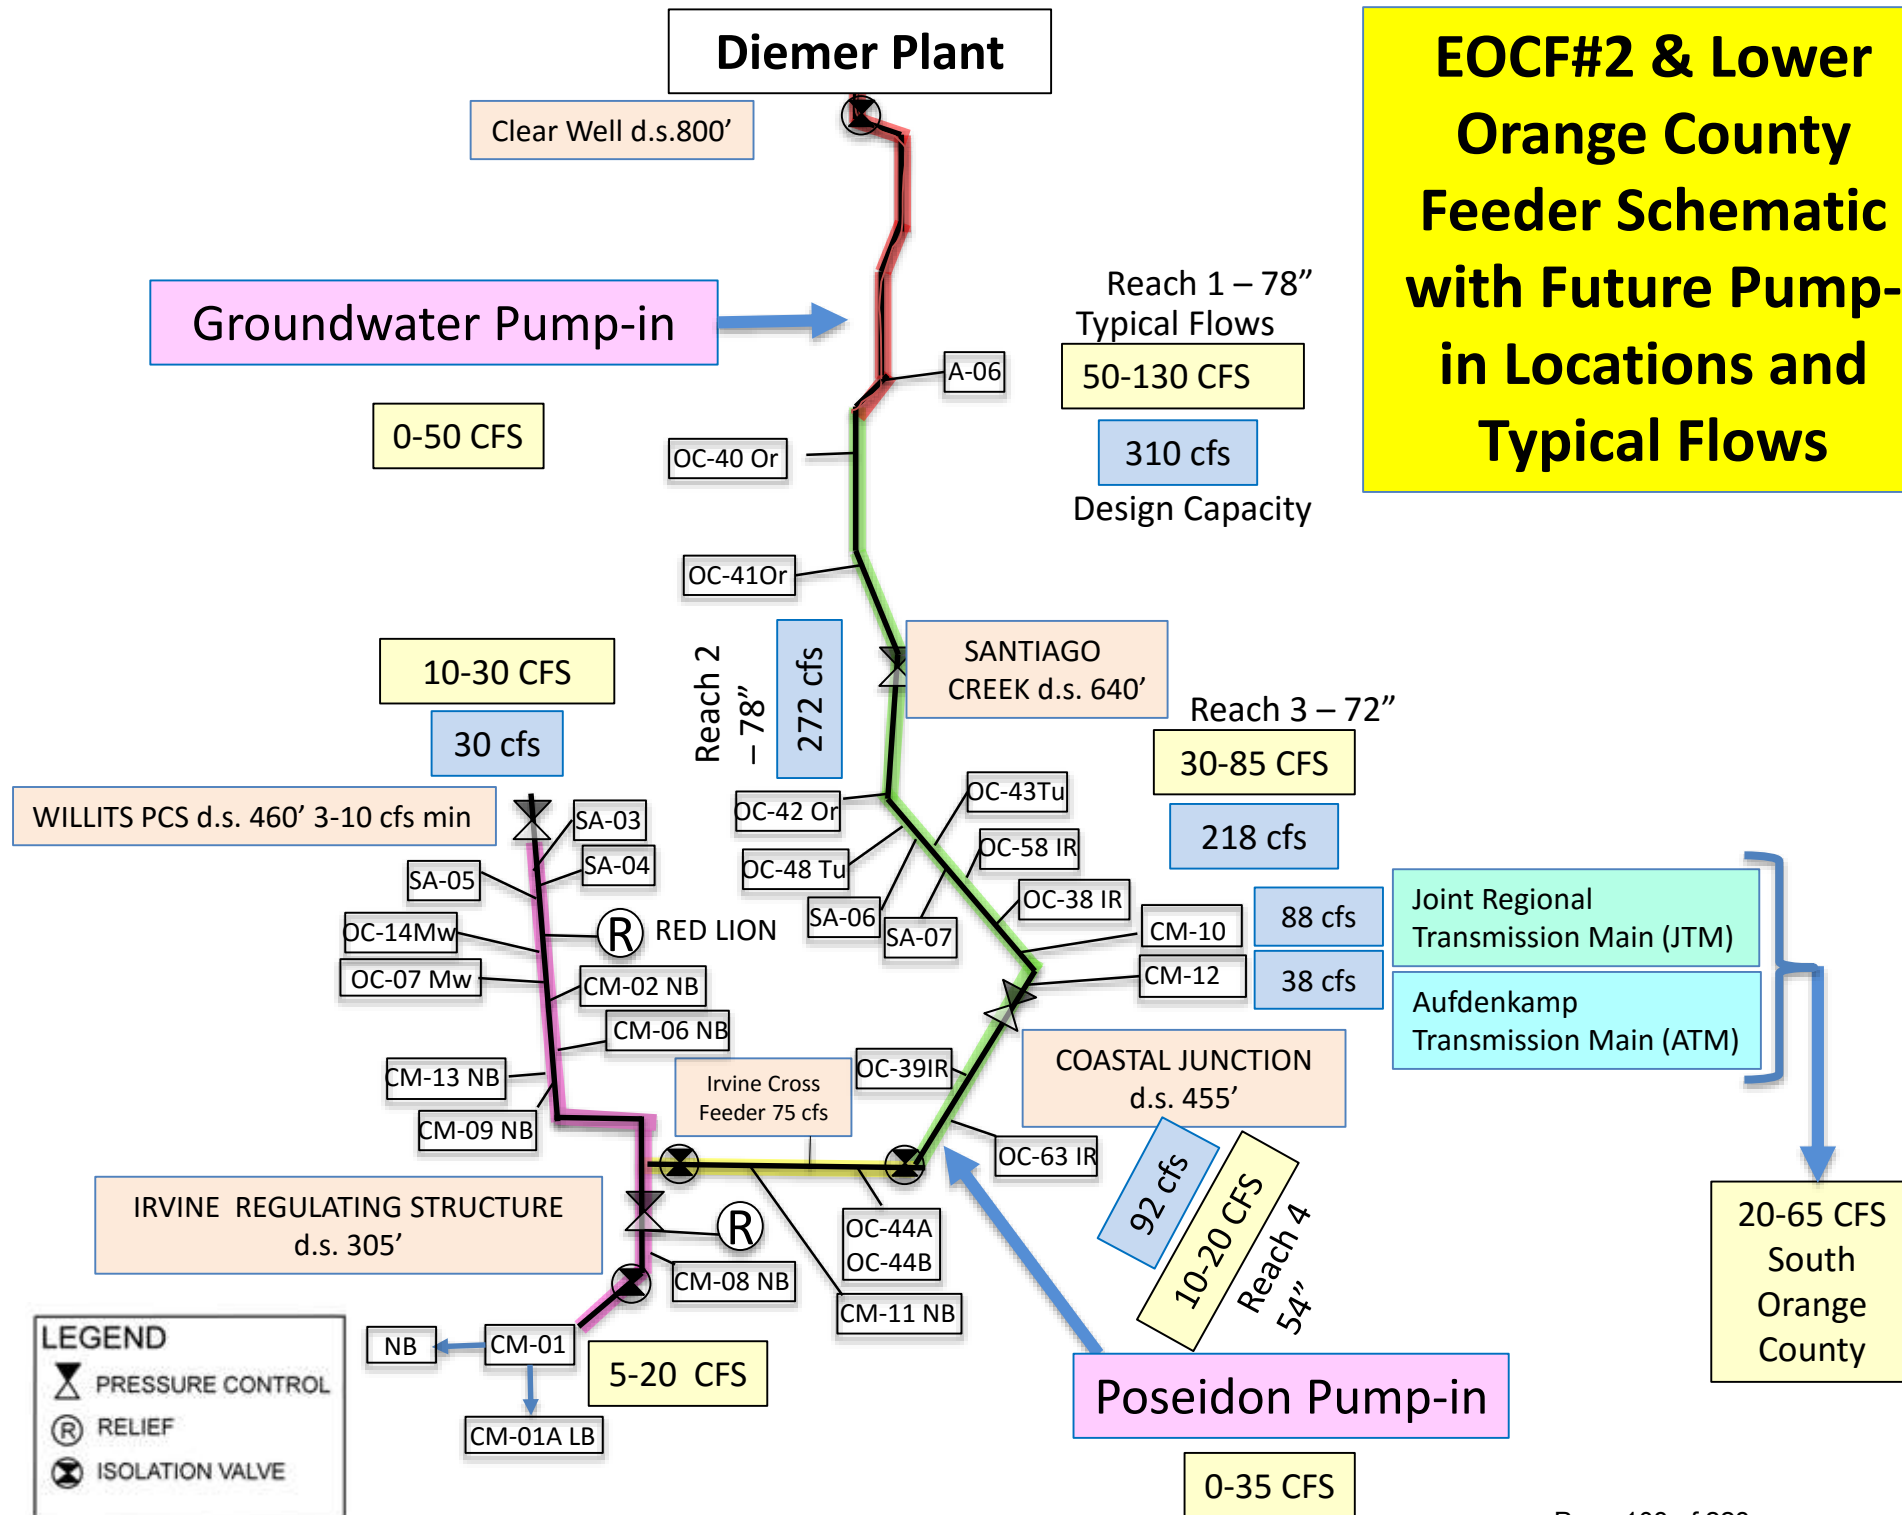 Diemer Plant
EOCF#2 & Lower
Orange County
Feeder Schematic
with Future Pump-
in Locations and
Typical Flows
Clear Well d.s.800’
Groundwater Pump-in
0-50 CFS
Reach 1 – 78”
Typical Flows
50-130 CFS
310 cfs
Design Capacity
A-06
OC-40 Or
OC-41Or
10-30 CFS
30 cfs
Reach 2
– 78”
272 cfs
SANTIAGO
CREEK d.s. 640’
Reach 3 – 72”
30-85 CFS
218 cfs
WILLITS PCS d.s. 460’ 3-10 cfs min
SA-03
SA-04
SA-05
OC-14Mw
RED LION
R
OC-07 Mw
CM-02 NB
CM-06 NB
CM-13 NB
CM-09 NB
OC-42 Or
OC-43Tu
OC-48 Tu
OC-58 IR
SA-06
SA-07
OC-38 IR
CM-10
88 cfs
Joint Regional
Transmission Main (JTM)
CM-12
38 cfs
Aufdenkamp
Transmission Main (ATM)
OC-39IR
COASTAL JUNCTION
d.s. 455’
Irvine Cross
Feeder 75 cfs
OC-63 IR
92 cfs
10-20 CFS
Reach 4
54”
IRVINE REGULATING STRUCTURE
d.s. 305’
R
OC-44A
OC-44B
CM-08 NB
CM-11 NB
20-65 CFS
South
Orange
County
NB
CM-01
5-20 CFS
CM-01A LB
Poseidon Pump-in
0-35 CFS
LEGEND
PRESSURE CONTROL
R RELIEF
ISOLATION VALVE